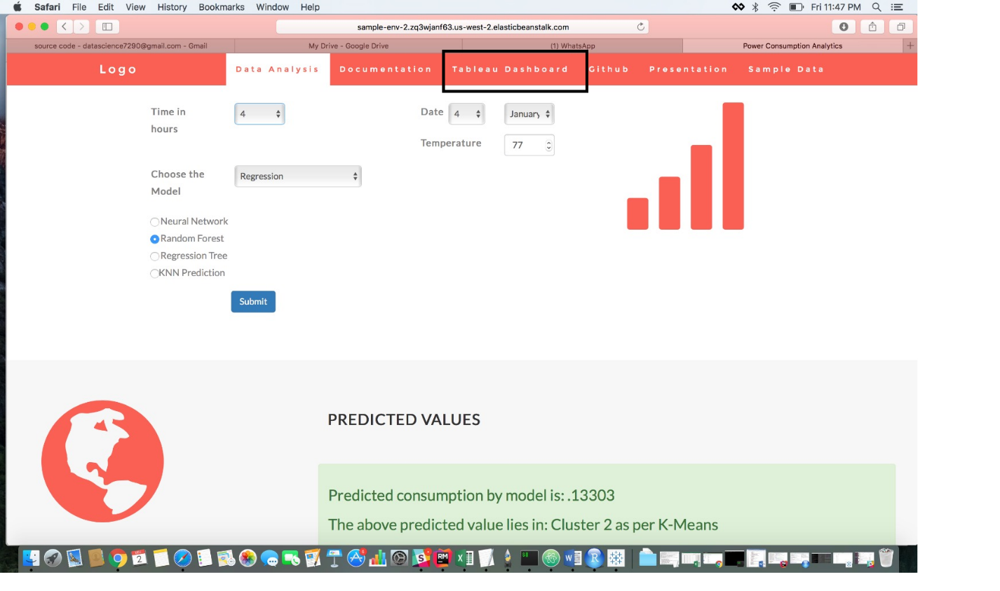 Safari File Edit View History Bookmarks Window Help Fri 11:47 PM
sample-env-2.zq3wjanf63.us-west-2.elasticbeanstalk.com
source code - datascience7290@gmail.com - Gmail My Drive - Google Drive (1) WhatsApp Power Consumption Analytics
Logo Data Analysis Documentation Tableau Dashboard Github Presentation Sample Data
Time in hours 4 Date 4 January
Temperature 77
Choose the Model Regression
Neural Network
Random Forest
Regression Tree
KNN Prediction
Submit
PREDICTED VALUES
Predicted consumption by model is: .13303
The above predicted value lies in: Cluster 2 as per K-Means